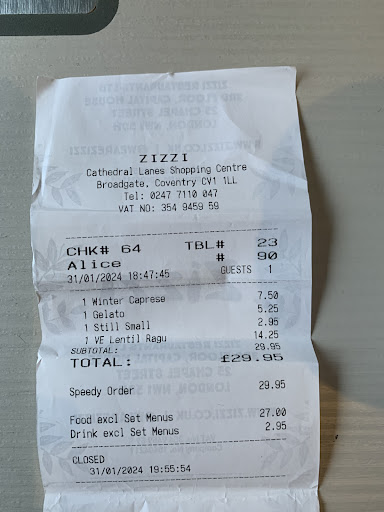 ZIZZI
Cathedral Lanes Shopping Centre
Broadgate, Coventry CV1 1LL
Tel: 0247 7110 047
VAT NO: 354 9459 59
CHK# 64 TBL# 23
Alice # 90
31/01/2024 18:47:45 GUESTS 1
1 Winter Caprese 7.50
1 Gelato 5.25
1 Still Small 2.95
1 VE Lentil Ragu 14.25
SUBTOTAL: 29.95
TOTAL: £29.95
Speedy Order 29.95
Food excl Set Menus 27.00
Drink excl Set Menus 2.95
CLOSED
31/01/2024 19:55:54